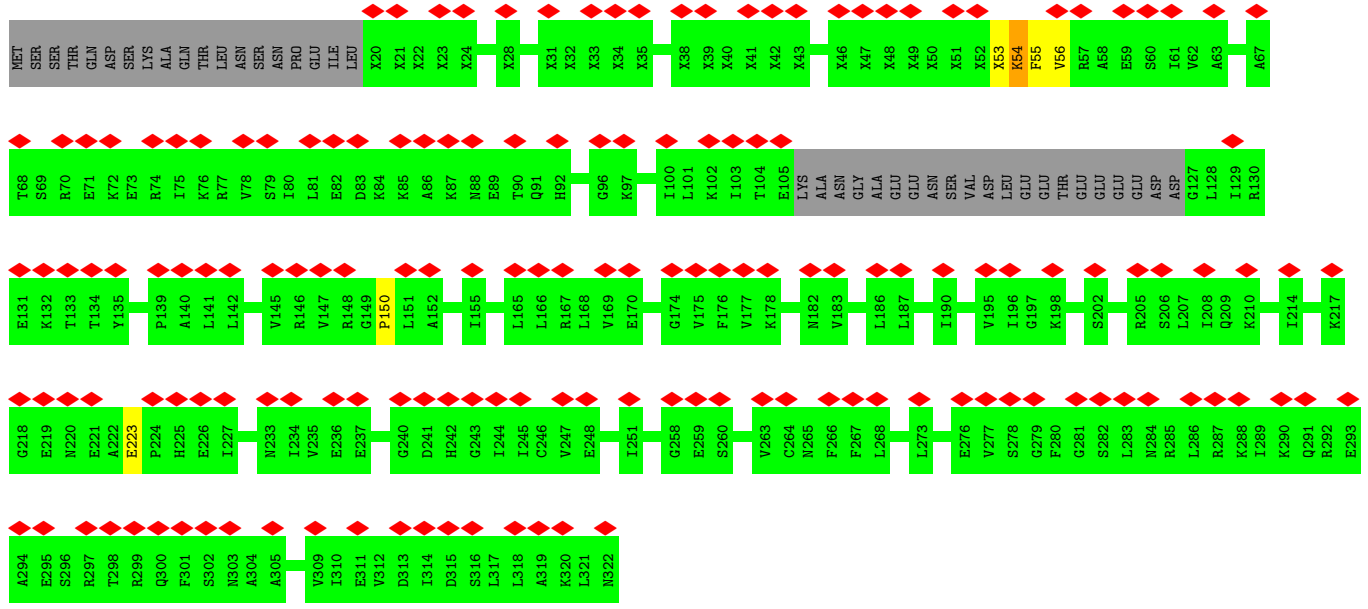 MET SER SER THR GLN ASP SER LYS ALA GLN THR LEU ASN SER ASN PRO GLU ILE LEU X20 X21 X22 X23 X24 X28 X31 X32 X33 X34 X35 X38 X39 X40 X41 X42 X43 X46 X47 X48 X49 X50 X51 X52 X53 K54 F55 V56 R57 A58 E59 S60 I61 V62 A63 A67
T68 S69 R70 E71 K72 E73 R74 I75 K76 R77 V78 S79 I80 L81 E82 D83 K84 K85 A86 K87 N88 E89 T90 Q91 H92 G96 K97 I100 L101 K102 I103 T104 E105 LYS ALA ASN GLY ALA GLU GLU ASN SER VAL ASP LEU GLU GLU THR GLU GLU GLU GLU ASP ASP G127 L128 I129 R130
E131 K132 T133 T134 Y135 P139 A140 L141 L142 V145 R146 V147 R148 G149 P150 L151 A152 I155 L165 L166 R167 L168 V169 E170 G174 V175 F176 V177 K178 N182 V183 L186 L187 I190 V195 I196 G197 K198 S202 R205 S206 L207 I208 Q209 K210 I214 K217
G218 E219 N220 E221 A222 E223 P224 H225 E226 I227 N233 I234 V235 E236 E237 G240 D241 H242 G243 I244 I245 C246 V247 E248 I251 G258 E259 S260 V263 C264 N265 F266 F267 L268 L273 E276 V277 S278 G279 F280 G281 S282 L283 N284 R285 L286 R287 K288 I289 K290 Q291 R292 E293
A294 E295 S296 R297 T298 R299 Q300 F301 S302 N303 A304 A305 V309 I310 E311 V312 D313 I314 D315 S316 L317 L318 A319 K320 L321 N322